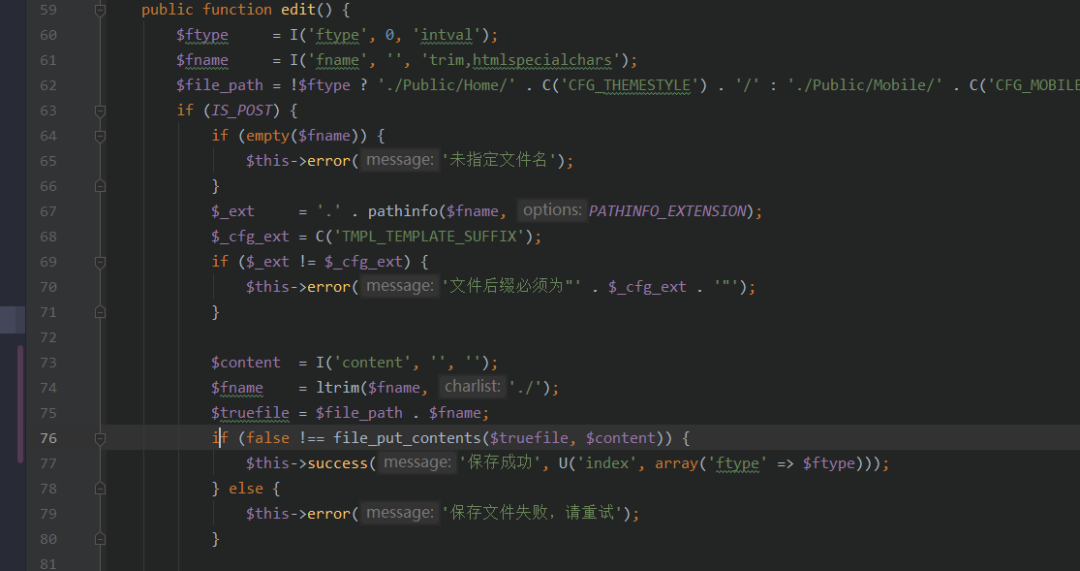 59 public function edit() {
60 $ftype = I('ftype', 0, 'intval');
61 $fname = I('fname', '', 'trim,htmlspecialchars');
62 $file_path = !$ftype ? './Public/Home/' . C('CFG_THEMESTYLE') . '/' : './Public/Mobile/' . C('CFG_MOBILE
63 if (IS_POST) {
64 if (empty($fname)) {
65 $this->error( message: '未指定文件名');
66 }
67 $_ext = '.' . pathinfo($fname, options: PATHINFO_EXTENSION);
68 $_cfg_ext = C('TMPL_TEMPLATE_SUFFIX');
69 if ($_ext != $_cfg_ext) {
70 $this->error( message: '文件后缀必须为"' . $_cfg_ext . '"');
71 }
72
73 $content = I('content', '', '');
74 $fname = ltrim($fname, charlist: './');
75 $truefile = $file_path . $fname;
76 if (false !== file_put_contents($truefile, $content)) {
77 $this->success( message: '保存成功', U('index', array('ftype' => $ftype)));
78 } else {
79 $this->error( message: '保存文件失败，请重试');
80 }
81